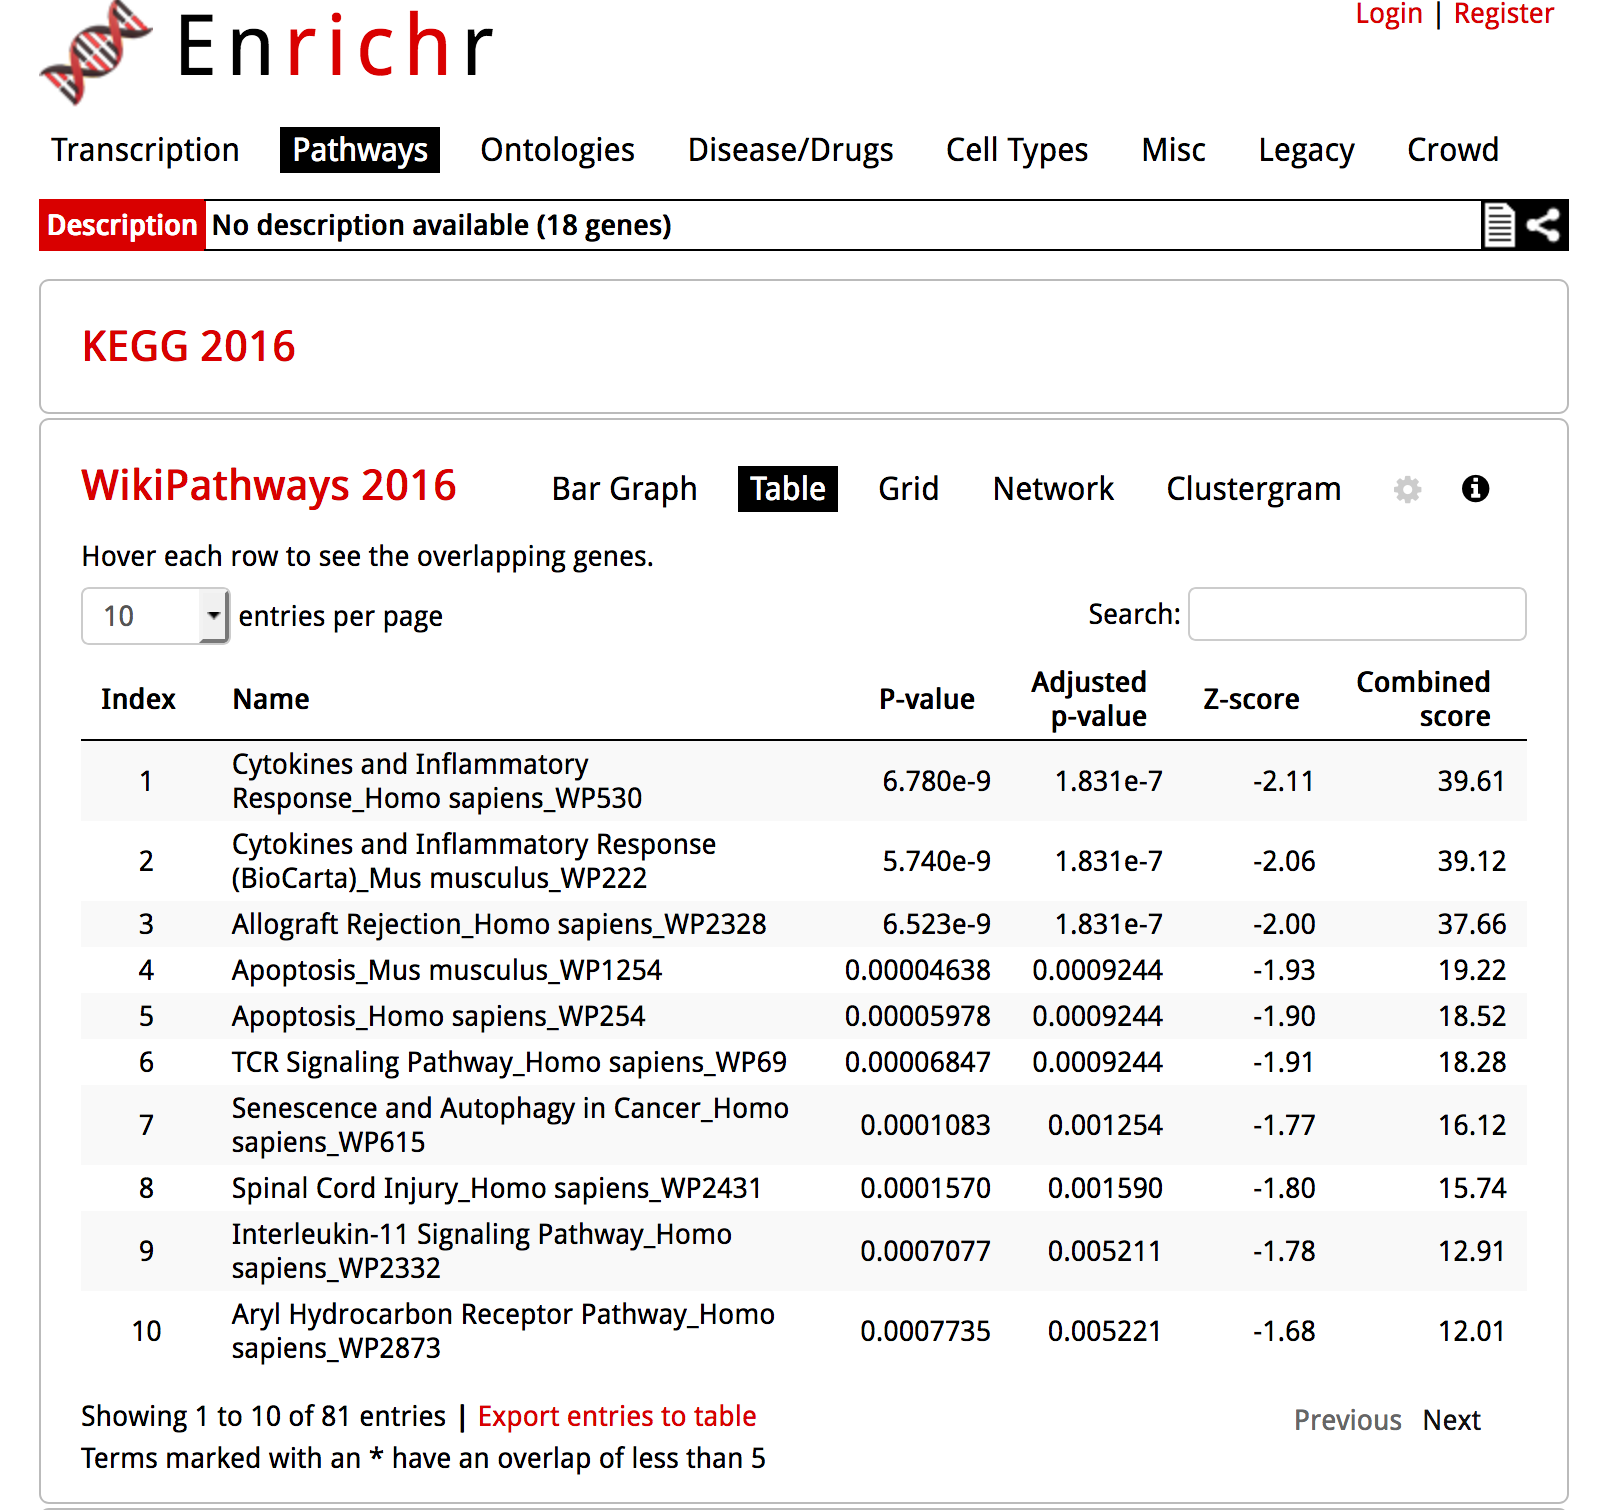 Login | Register
Enrichr
Transcription Pathways Ontologies Disease/Drugs Cell Types Misc Legacy Crowd
Description No description available (18 genes)
KEGG 2016
WikiPathways 2016 Bar Graph Table Grid Network Clustergram
Hover each row to see the overlapping genes.
10 entries per page Search:
Index Name P-value Adjusted p-value Z-score Combined score
1 Cytokines and Inflammatory Response_Homo sapiens_WP530 6.780e-9 1.831e-7 -2.11 39.61
2 Cytokines and Inflammatory Response (BioCarta)_Mus musculus_WP222 5.740e-9 1.831e-7 -2.06 39.12
3 Allograft Rejection_Homo sapiens_WP2328 6.523e-9 1.831e-7 -2.00 37.66
4 Apoptosis_Mus musculus_WP1254 0.00004638 0.0009244 -1.93 19.22
5 Apoptosis_Homo sapiens_WP254 0.00005978 0.0009244 -1.90 18.52
6 TCR Signaling Pathway_Homo sapiens_WP69 0.00006847 0.0009244 -1.91 18.28
7 Senescence and Autophagy in Cancer_Homo sapiens_WP615 0.0001083 0.001254 -1.77 16.12
8 Spinal Cord Injury_Homo sapiens_WP2431 0.0001570 0.001590 -1.80 15.74
9 Interleukin-11 Signaling Pathway_Homo sapiens_WP2332 0.0007077 0.005211 -1.78 12.91
10 Aryl Hydrocarbon Receptor Pathway_Homo sapiens_WP2873 0.0007735 0.005221 -1.68 12.01
Showing 1 to 10 of 81 entries | Export entries to table Previous Next
Terms marked with an * have an overlap of less than 5